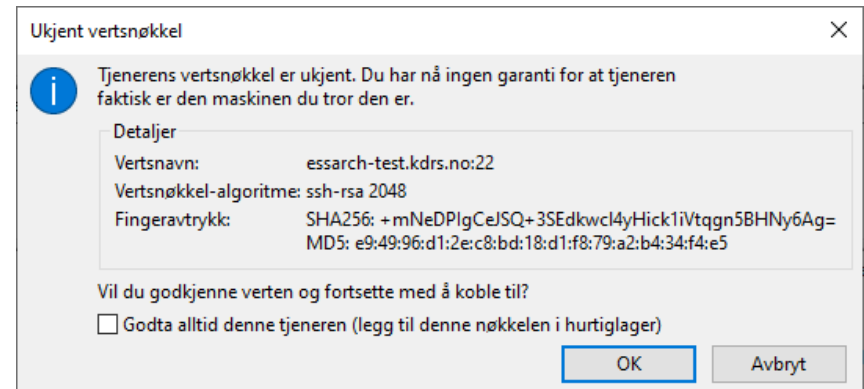 Ukjent vertsnøkkel
Tjenerens vertsnøkkel er ukjent. Du har nå ingen garanti for at tjeneren
faktisk er den maskinen du tror den er.
Detaljer
Vertsnavn: essarch-test.kdrs.no:22
Vertsnøkkel-algoritme: ssh-rsa 2048
Fingeravtrykk: SHA256: +mNeDPIgCeJSQ+3SEdkwcl4yHick1iVtqgn5BHNy6Ag=
MD5: e9:49:96:d1:2e:c8:bd:18:d1:f8:79:a2:b4:34:f4:e5
Vil du godkjenne verten og fortsette med å koble til?
Godta alltid denne tjeneren (legg til denne nøkkelen i hurtiglager)
OK Avbryt